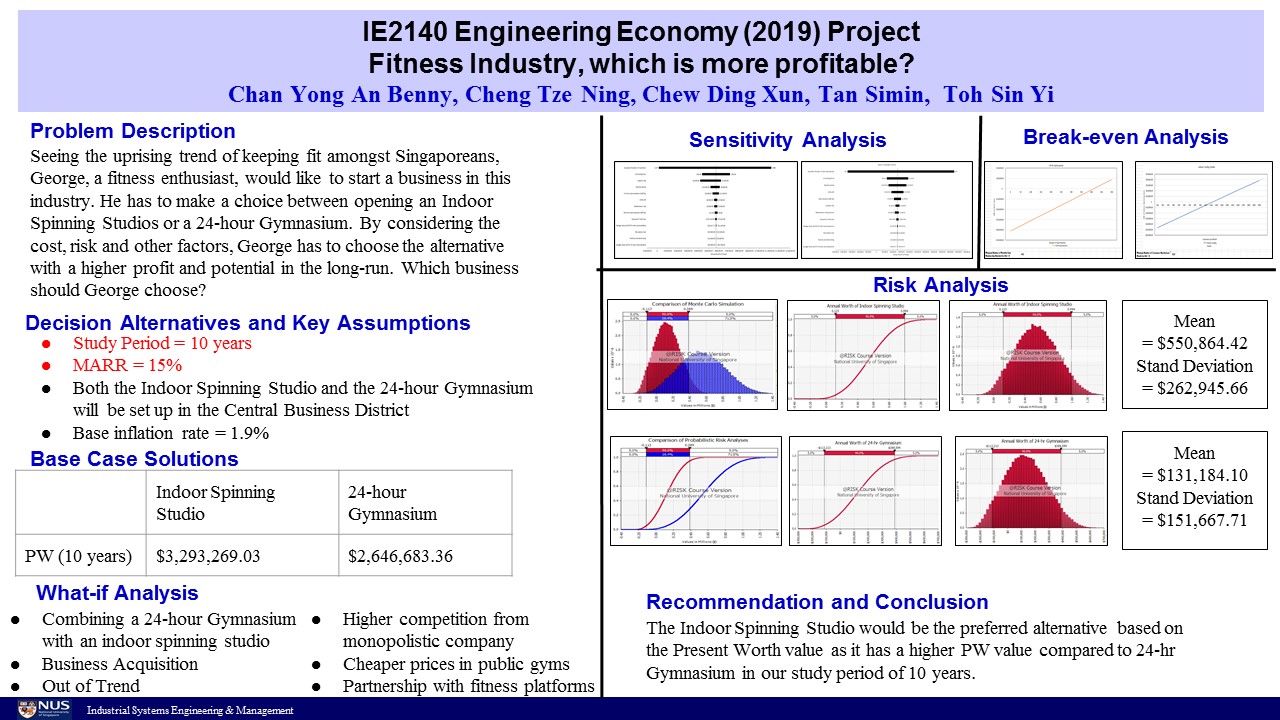 IE2140 Engineering Economy (2019) Project
Fitness Industry, which is more profitable?
Chan Yong An Benny, Cheng Tze Ning, Chew Ding Xun, Tan Simin, Toh Sin Yi
Problem Description
Seeing the uprising trend of keeping fit amongst Singaporeans,
George, a fitness enthusiast, would like to start a business in this
industry. He has to make a choice between opening an Indoor
Spinning Studios or a 24-hour Gymnasium. By considering the
cost, risk and other factors, George has to choose the alternative
with a higher profit and potential in the long-run. Which business
should George choose?
Decision Alternatives and Key Assumptions
● Study Period = 10 years
● MARR = 15%
● Both the Indoor Spinning Studio and the 24-hour Gymnasium
will be set up in the Central Business District
● Base inflation rate = 1.9%
Base Case Solutions
Indoor Spinning
Studio
24-hour
Gymnasium
PW (10 years) $3,293,269.03 $2,646,683.36
What-if Analysis
● Combining a 24-hour Gymnasium
with an indoor spinning studio
● Business Acquisition
● Out of Trend
● Higher competition from
monopolistic company
● Cheaper prices in public gyms
● Partnership with fitness platforms
Sensitivity Analysis
Break-even Analysis
Risk Analysis
Comparison of Monte Carlo Simulation
@RISK Course Version
National University of Singapore
Annual Worth of Indoor Spinning Studio
@RISK Course Version
National University of Singapore
Annual Worth of Indoor Spinning Studio
@RISK Course Version
National University of Singapore
Mean
= $550,864.42
Stand Deviation
= $262,945.66
Comparison of Probabilistic Risk Analyses
@RISK Course Version
National University of Singapore
Annual Worth of 24-hr Gymnasium
@RISK Course Version
National University of Singapore
Annual Worth of 24-hr Gymnasium
@RISK Course Version
National University of Singapore
Mean
= $131,184.10
Stand Deviation
= $151,667.71
Recommendation and Conclusion
The Indoor Spinning Studio would be the preferred alternative based on
the Present Worth value as it has a higher PW value compared to 24-hr
Gymnasium in our study period of 10 years.
NUS
National University
of Singapore
Industrial Systems Engineering & Management